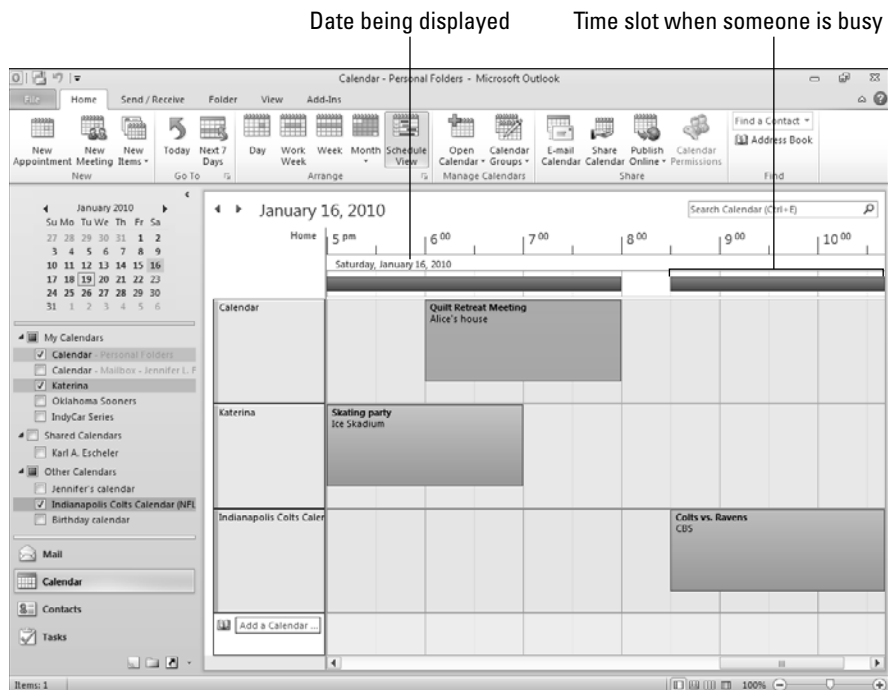 Date being displayed
Time slot when someone is busy
Calendar - Personal Folders - Microsoft Outlook
File Home Send / Receive Folder View Add-Ins
New Appointment
New Meeting
New Items
Today
Next 7 Days
Day
Work Week
Week
Month
Schedule View
Open Calendar
Calendar Groups
E-mail Calendar
Share Calendar
Publish Online
Calendar Permissions
Find a Contact
Address Book
New
Go To
Arrange
Manage Calendars
Share
Find
January 2010
Su Mo Tu We Th Fr Sa
27 28 29 30 31 1 2
3 4 5 6 7 8 9
10 11 12 13 14 15 16
17 18 19 20 21 22 23
24 25 26 27 28 29 30
31 1 2 3 4 5 6
My Calendars
Calendar - Personal Folders
Calendar - Mailbox - Jennifer L. F
Katerina
Oklahoma Sooners
IndyCar Series
Shared Calendars
Karl A. Escheler
Other Calendars
Jennifer's calendar
Indianapolis Colts Calendar (NFL
Birthday calendar
Mail
Calendar
Contacts
Tasks
January 16, 2010
Search Calendar (Ctrl+E)
Home 5 pm 6 00 7 00 8 00 9 00 10 00
Saturday, January 16, 2010
Calendar
Quilt Retreat Meeting
Alice's house
Katerina
Skating party
Ice Skadium
Indianapolis Colts Caler
Colts vs. Ravens
CBS
Add a Calendar ...
Items: 1
100%